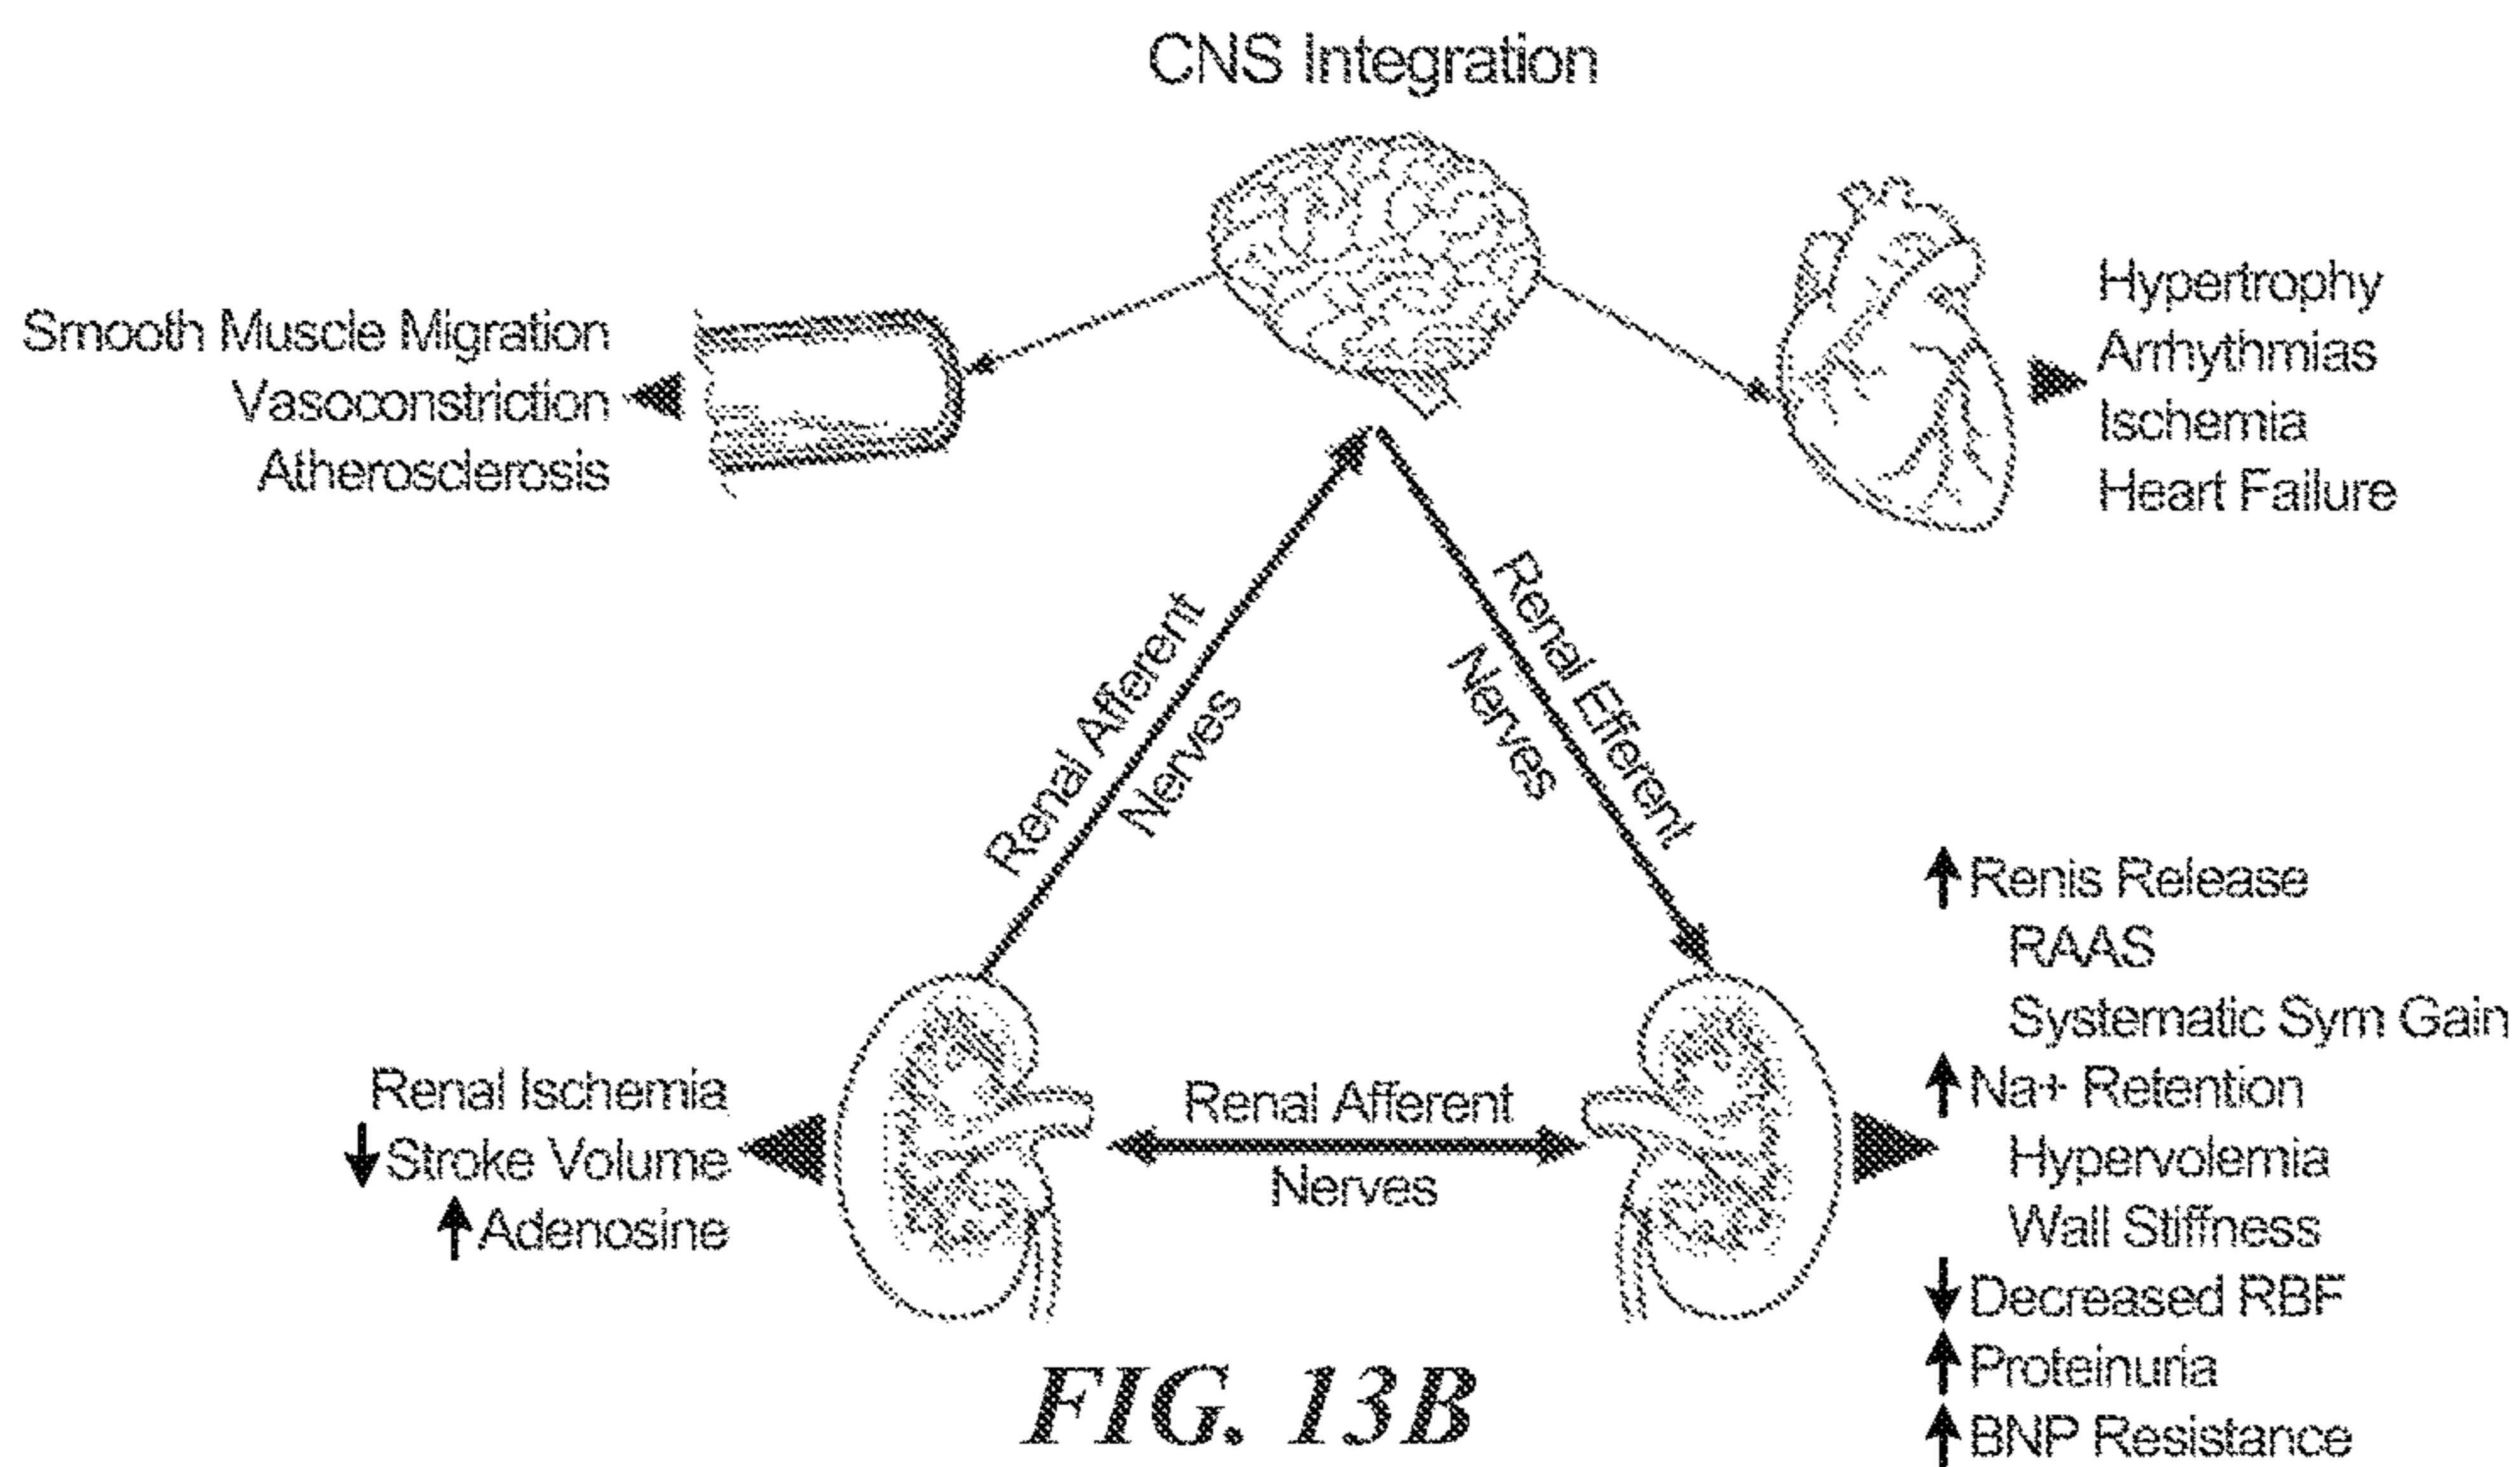 CNS Integration
Smooth Muscle Migration
Vasoconstriction
Atherosclerosis
Hypertrophy
Arrhythmias
Ischemia
Heart Failure
Renal Afferent
Nerves
Renal Efferent
Nerves
Renal Ischemia
↓Stroke Volume
↑Adenosine
Renal Afferent
Nerves
↑Renis Release
RAAS
Systematic Sym Gain
↑Na+ Retention
Hypervolemia
Wall Stiffness
↓Decreased RBF
↑Proteinuria
↑BNP Resistance
FIG. 13B